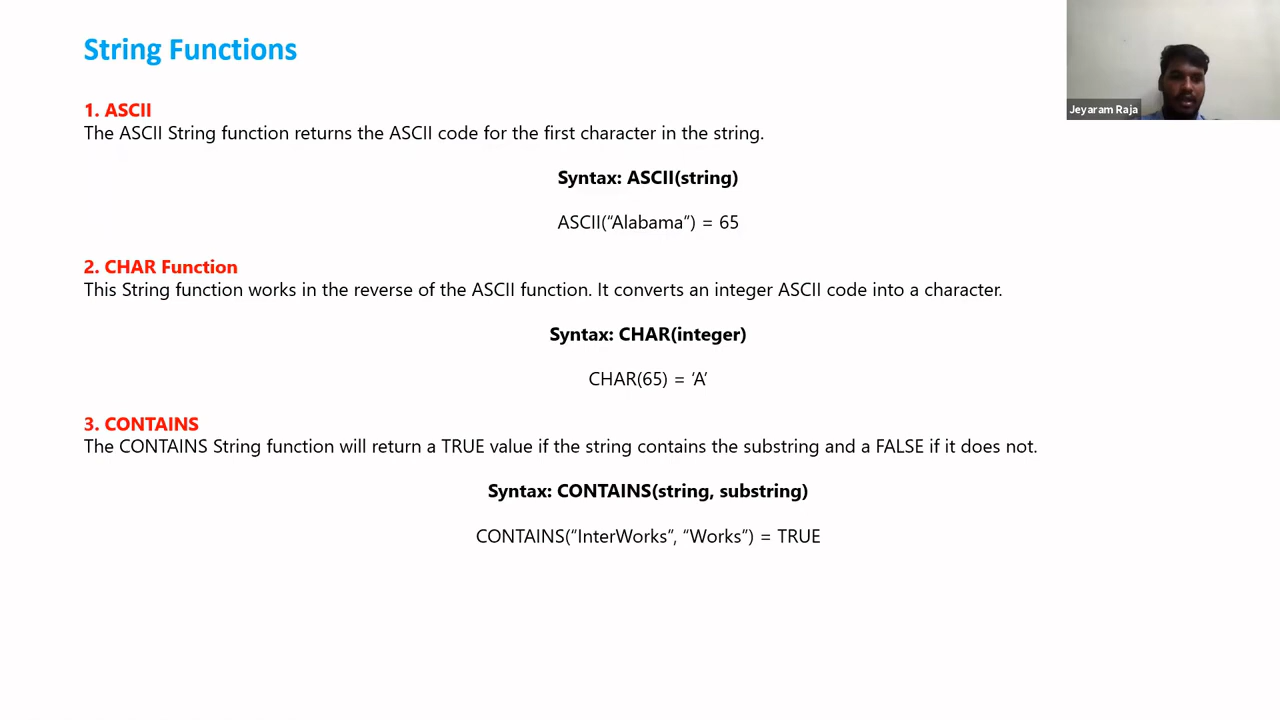 String Functions
Jeyaram Raja
1. ASCII
The ASCII String function returns the ASCII code for the first character in the string.
Syntax: ASCII(string)
ASCII(“Alabama”) = 65
2. CHAR Function
This String function works in the reverse of the ASCII function. It converts an integer ASCII code into a character.
Syntax: CHAR(integer)
CHAR(65) = ‘A’
3. CONTAINS
The CONTAINS String function will return a TRUE value if the string contains the substring and a FALSE if it does not.
Syntax: CONTAINS(string, substring)
CONTAINS(“InterWorks”, “Works”) = TRUE